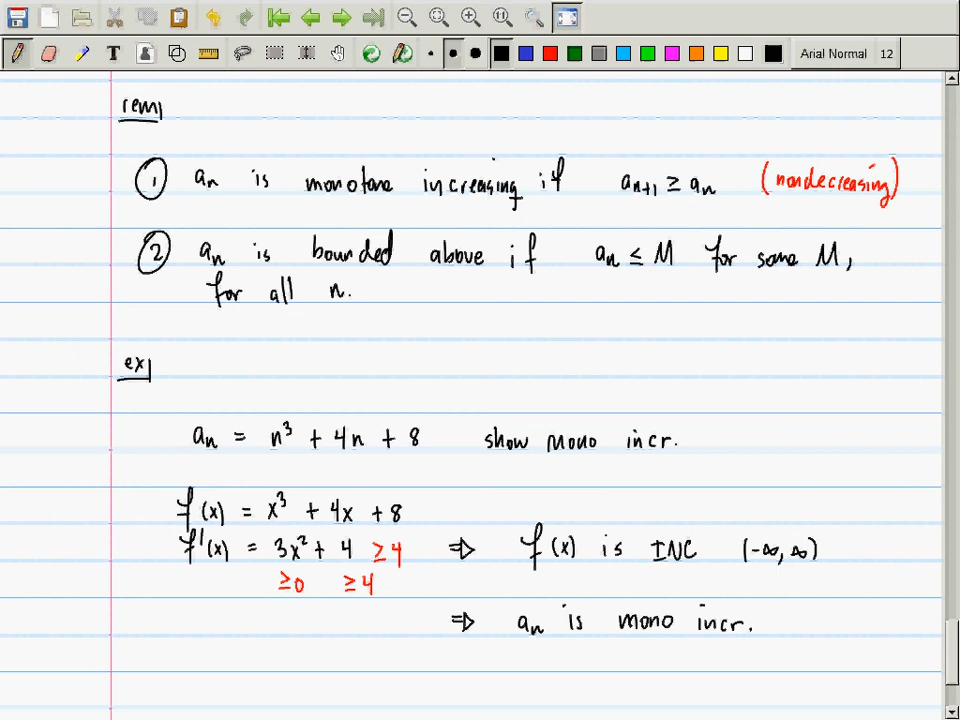 T
Arial Normal 12
rem
① an is monotone increasing if an+1 ≥ an (nondecreasing)
② an is bounded above if an ≤ M for some M,
for all n.
ex
an = n³ + 4n + 8 show mono incr.
f(x) = x³ + 4x + 8
f'(x) = 3x² + 4 ≥4 ⇒ f(x) is INC (-∞, ∞)
≥0 ≥4
⇒ an is mono incr.